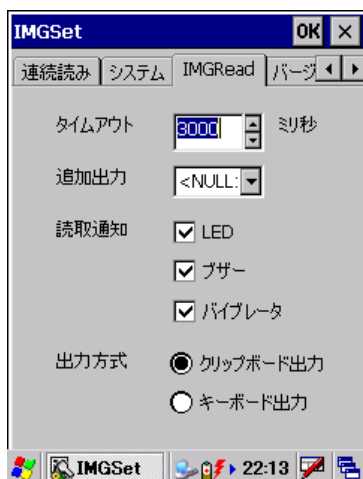 IMGSet OK ×
連続読み システム IMGRead バージ
タイムアウト 3000 ミリ秒
追加出力 <NULL:
読取通知 LED
ブザー
バイブレータ
出力方式 クリップボード出力
キーボード出力
IMGSet 22:13